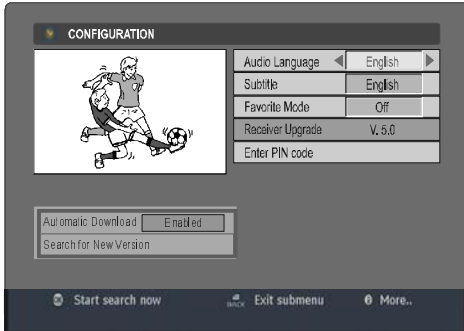 CONFIGURATION
Audio Language English
Subtitle English
Favorite Mode Off
Receiver Upgrade V. 5.0
Enter PIN code
Automatic Download Enabled
Search for New Version
OK Start search now BACK Exit submenu i More..